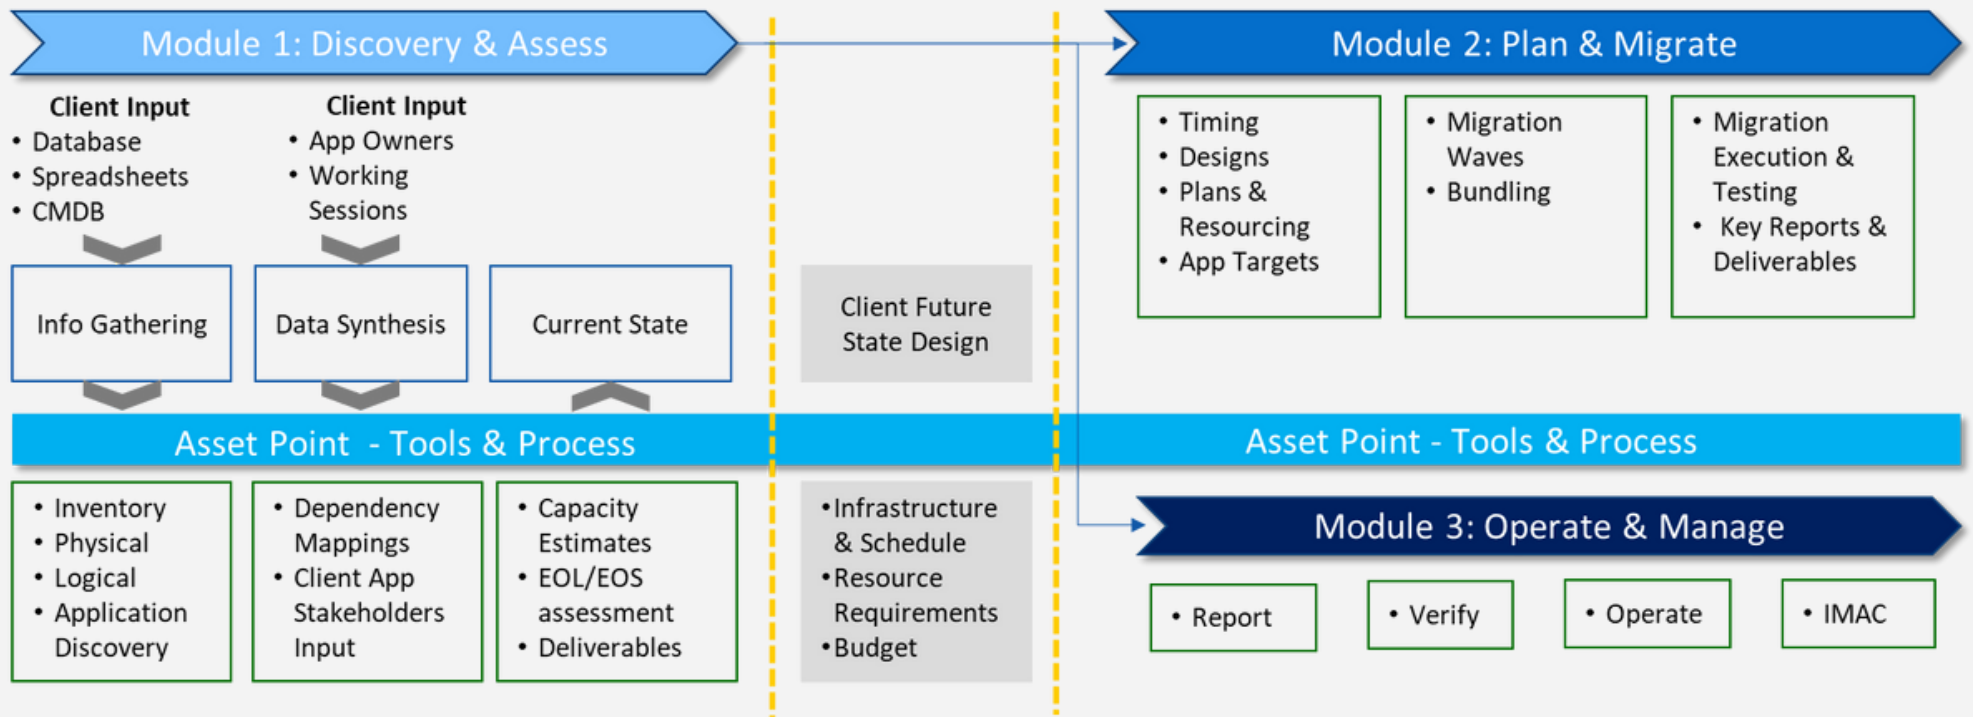 Module 1: Discovery & Assess
Client Input
• Database
• Spreadsheets
• CMDB
Client Input
• App Owners
• Working
Sessions
Info Gathering
Data Synthesis
Current State
Client Future
State Design
Module 2: Plan & Migrate
• Timing
• Designs
• Plans &
Resourcing
• App Targets
• Migration
Waves
• Bundling
• Migration
Execution &
Testing
• Key Reports &
Deliverables
Asset Point - Tools & Process
Asset Point - Tools & Process
• Inventory
• Physical
• Logical
• Application
Discovery
• Dependency
Mappings
• Client App
Stakeholders
Input
• Capacity
Estimates
• EOL/EOS
assessment
• Deliverables
•Infrastructure
& Schedule
•Resource
Requirements
•Budget
Module 3: Operate & Manage
• Report
• Verify
• Operate
• IMAC